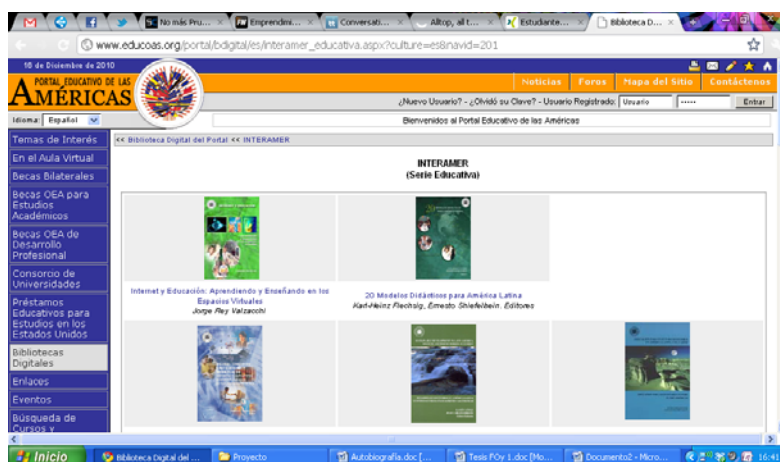 No más Pru...
Emprendmi...
Conversati...
Alltop, all t...
Estudiante...
Biblioteca D...
www.educoas.org/portal/bdigital/es/interamer_educativa.aspx?culture=es&navid=201
18 de Diciembre de 2010
PORTAL EDUCATIVO DE LAS
AMÉRICAS
Noticias Foros Mapa del Sitio Contáctenos
¿Nuevo Usuario? - ¿Olvidó su Clave? - Usuario Registrado: Usuario Entrar
Idioma: Español
Bienvenidos al Portal Educativo de las Américas
Temas de Interés
En el Aula Virtual
Becas Bilaterales
Becas OEA para
Estudios
Académicos
Becas OEA de
Desarrollo
Profesional
Consorcio de
Universidades
Préstamos
Educativos para
Estudios en los
Estados Unidos
Bibliotecas
Digitales
Enlaces
Eventos
Búsqueda de
Cursos y
<< Biblioteca Digital del Portal << INTERAMER
INTERAMER
(Serie Educativa)
Internet y Educación: Aprendiendo y Enseñando en los
Espacios Virtuales
Jorge Rey Valzacchi
20 Modelos Didácticos para América Latina
Karl-Heinz Flechsig, Ernesto Shiefelbein. Editores
Inicio
Biblioteca Digital del ...
Proyecto
Autobiografía.doc [...
Tesis FOy 1.doc [Mo...
Documento2 - Micro...
16:41